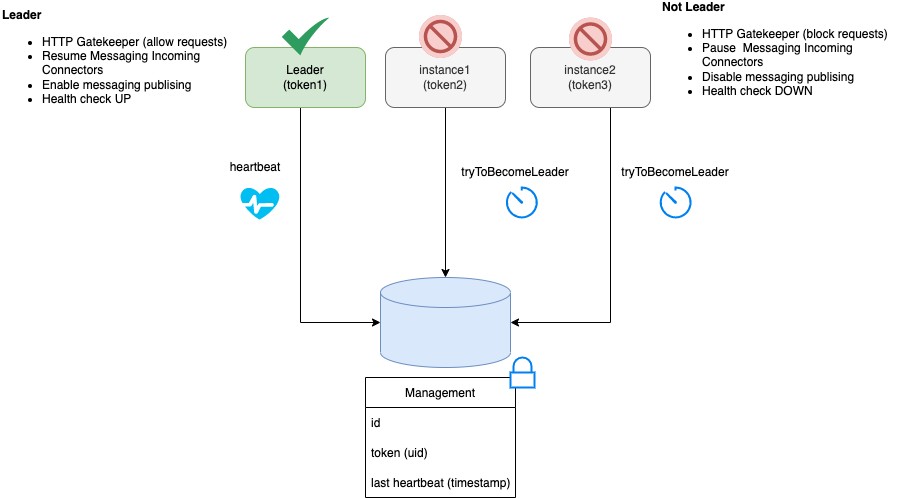 Leader
HTTP Gatekeeper (allow requests)
Resume Messaging Incoming
Connectors
Enable messaging publising
Health check UP
Not Leader
HTTP Gatekeeper (block requests)
Pause  Messaging Incoming
Connectors
Disable messaging publising
Health check DOWN
Leader
(token1)
instance1
(token2)
instance2
(token3)
heartbeat
tryToBecomeLeader
tryToBecomeLeader
Management
id
token (uid)
last heartbeat (timestamp)